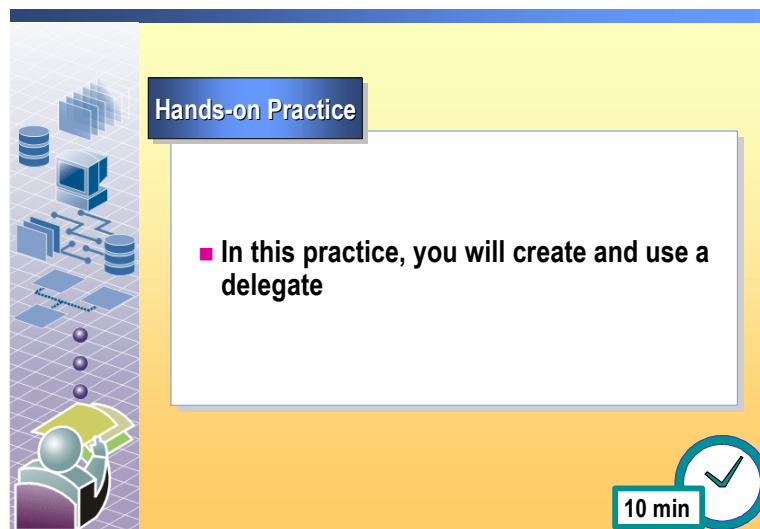 Hands-on Practice
In this practice, you will create and use a
delegate
10 min